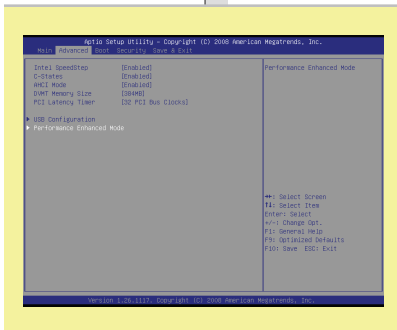 Aptio Setup Utility - Copyright (C) 2008 American Megatrends, Inc.
Main Advanced Boot Security Save & Exit
Intel SpeedStep [Enabled]
C-States [Enabled]
AHCI Mode [Enabled]
DVMT Memory Size [384MB]
PCI Latency Timer [32 PCI Bus Clocks]
USB Configuration
Performance Enhanced Mode
Performance Enhanced Mode
↔: Select Screen
↑↓: Select Item
Enter: Select
+/-: Change Opt.
F1: General Help
F9: Optimized Defaults
F10: Save ESC: Exit
Version 1.26.1117. Copyright (C) 2008 American Megatrends, Inc.